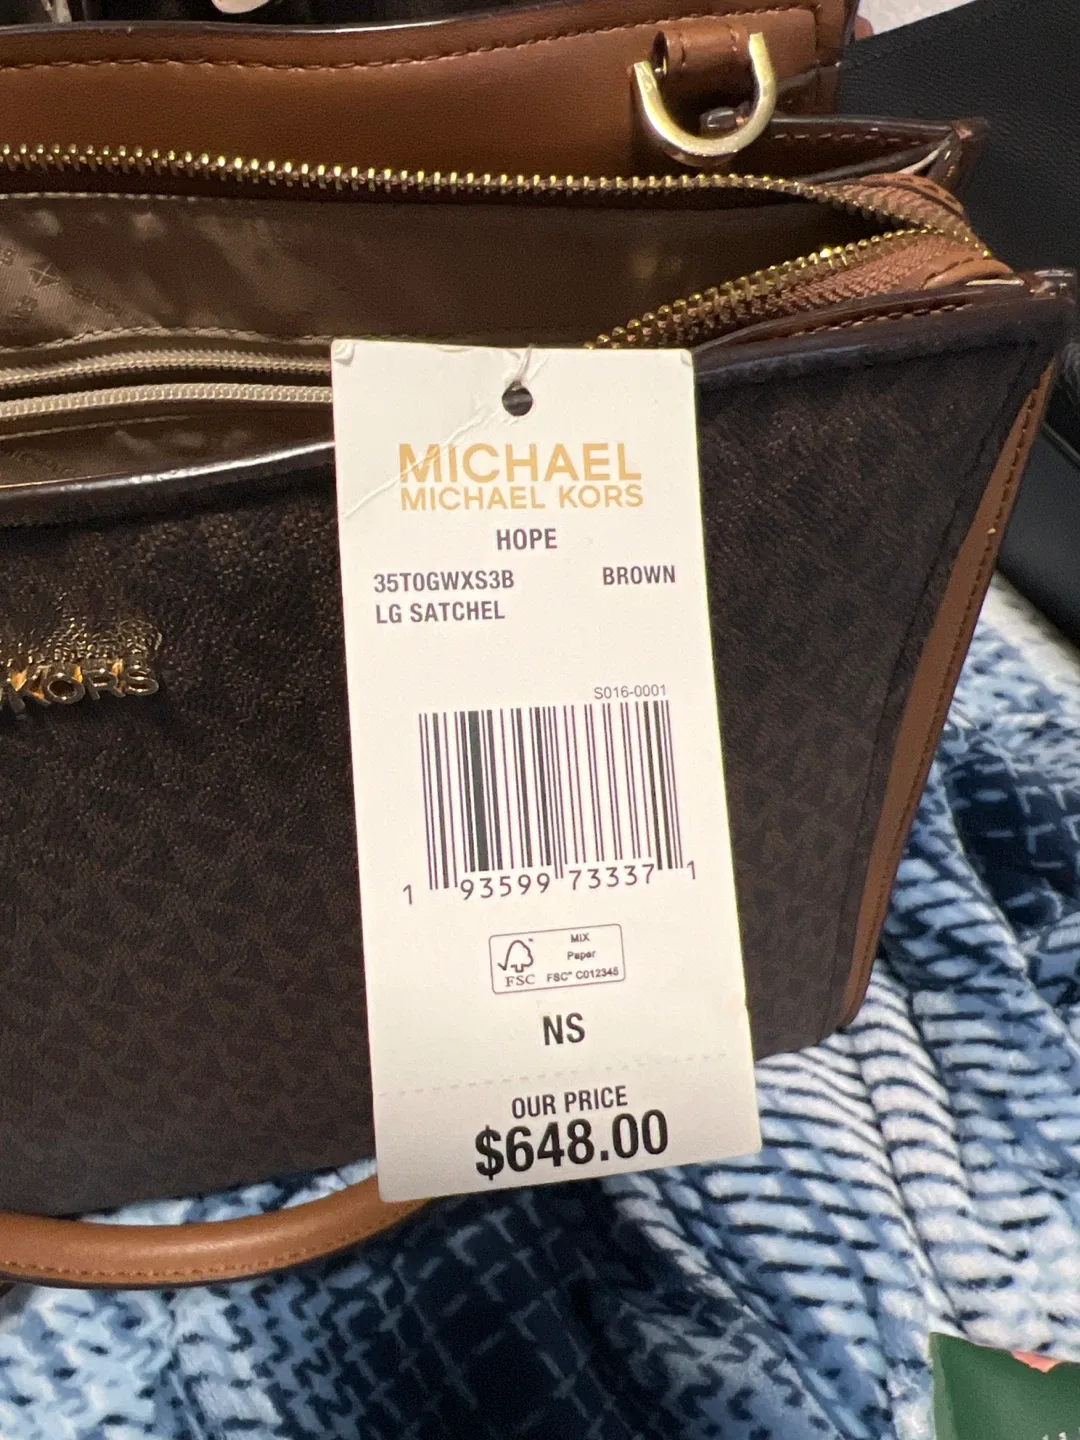 MICHAEL
MICHAEL KORS
HOPE
35T0GWXS3B BROWN
LG SATCHEL
S016-0001
1 93599 73337 1
MIX
Paper
FSC FSC® C012345
NS
OUR PRICE
$648.00
KORS